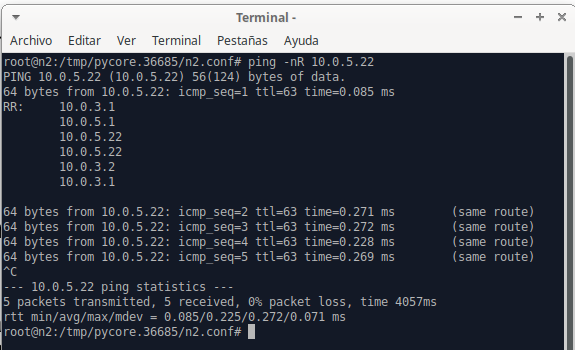 Terminal -
Archivo Editar Ver Terminal Pestañas Ayuda
root@n2:/tmp/pycore.36685/n2.conf# ping -nR 10.0.5.22
PING 10.0.5.22 (10.0.5.22) 56(124) bytes of data.
64 bytes from 10.0.5.22: icmp_seq=1 ttl=63 time=0.085 ms
RR: 10.0.3.1
10.0.5.1
10.0.5.22
10.0.5.22
10.0.3.2
10.0.3.1
64 bytes from 10.0.5.22: icmp_seq=2 ttl=63 time=0.271 ms (same route)
64 bytes from 10.0.5.22: icmp_seq=3 ttl=63 time=0.272 ms (same route)
64 bytes from 10.0.5.22: icmp_seq=4 ttl=63 time=0.228 ms (same route)
64 bytes from 10.0.5.22: icmp_seq=5 ttl=63 time=0.269 ms (same route)
^C
--- 10.0.5.22 ping statistics ---
5 packets transmitted, 5 received, 0% packet loss, time 4057ms
rtt min/avg/max/mdev = 0.085/0.225/0.272/0.071 ms
root@n2:/tmp/pycore.36685/n2.conf#